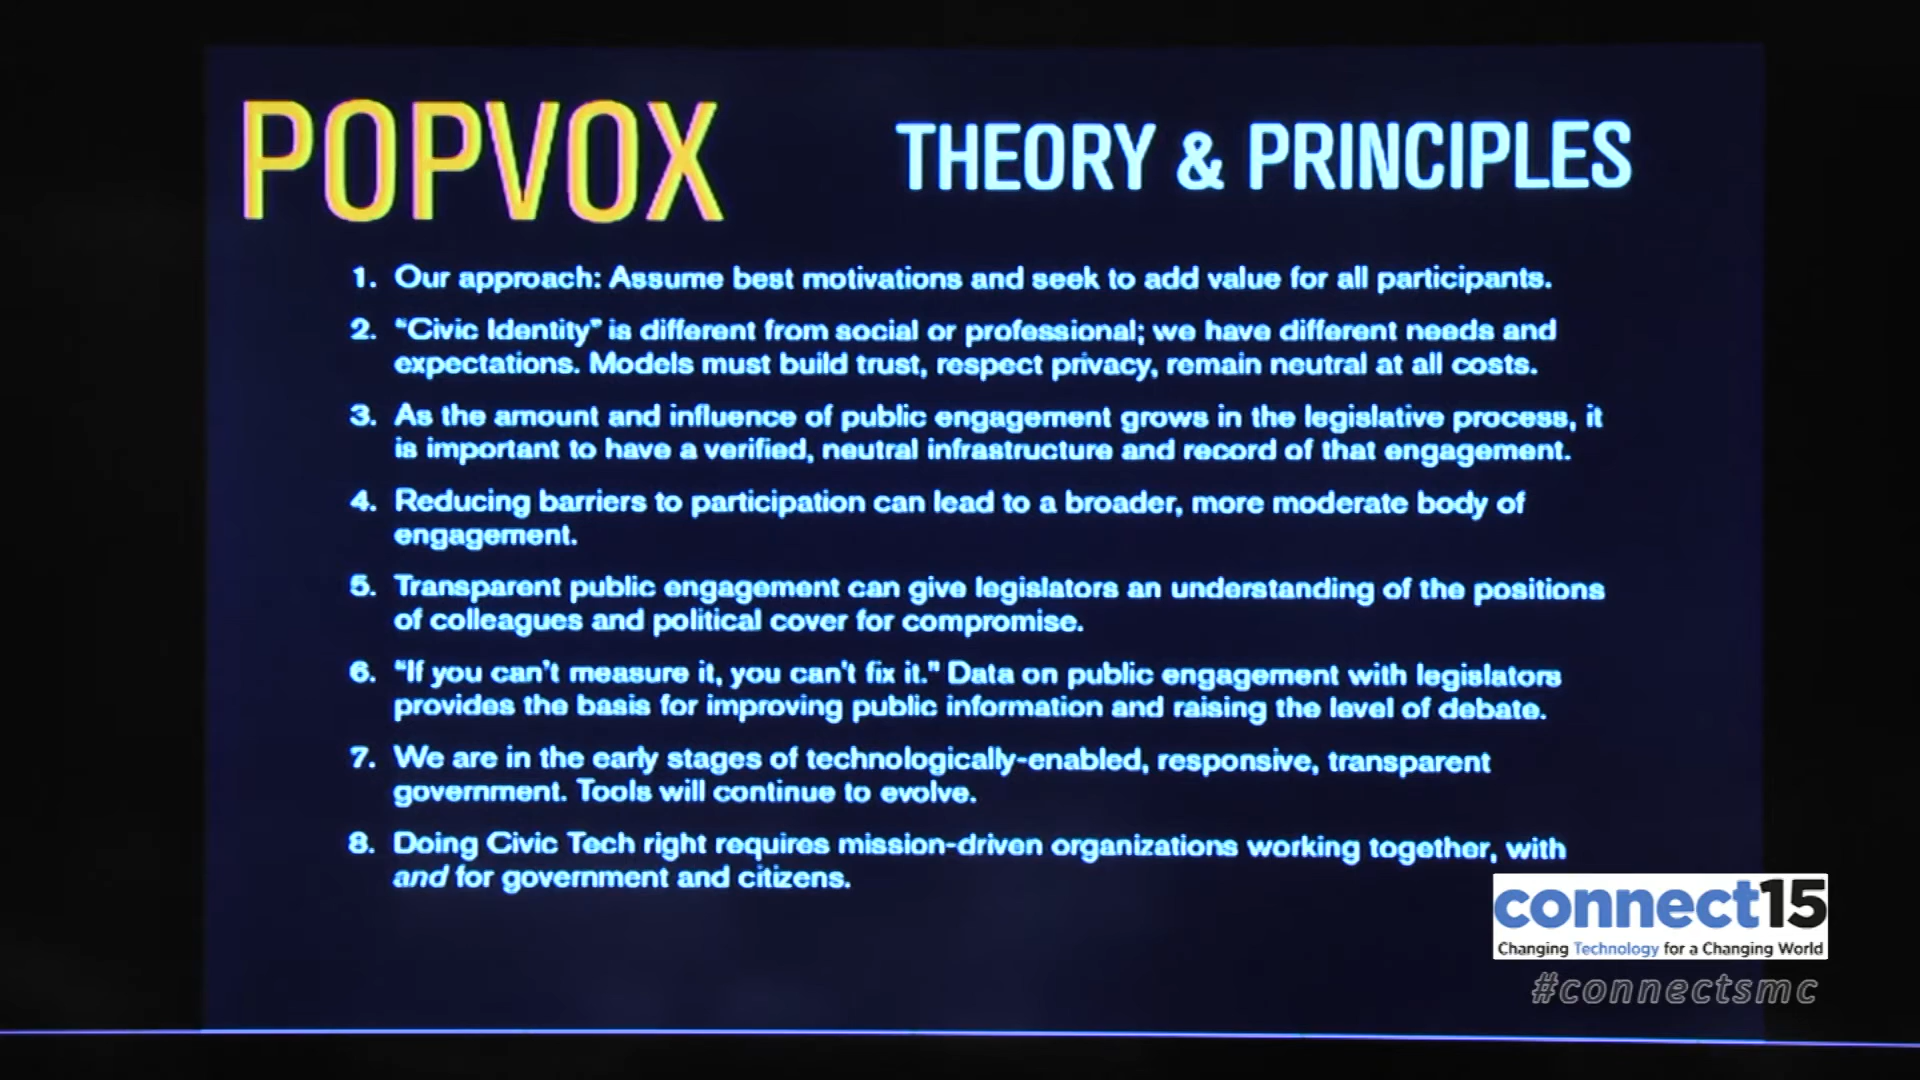 POPVOX
THEORY & PRINCIPLES
1. Our approach: Assume best motivations and seek to add value for all participants.
2. “Civic Identity” is different from social or professional; we have different needs and
expectations. Models must build trust, respect privacy, remain neutral at all costs.
3. As the amount and influence of public engagement grows in the legislative process, it
is important to have a verified, neutral infrastructure and record of that engagement.
4. Reducing barriers to participation can lead to a broader, more moderate body of
engagement.
5. Transparent public engagement can give legislators an understanding of the positions
of colleagues and political cover for compromise.
6. “If you can’t measure it, you can't fix it." Data on public engagement with legislators
provides the basis for improving public information and raising the level of debate.
7. We are in the early stages of technologically-enabled, responsive, transparent
government. Tools will continue to evolve.
8. Doing Civic Tech right requires mission-driven organizations working together, with
and for government and citizens.
connect15
Changing Technology for a Changing World
#connectsmc